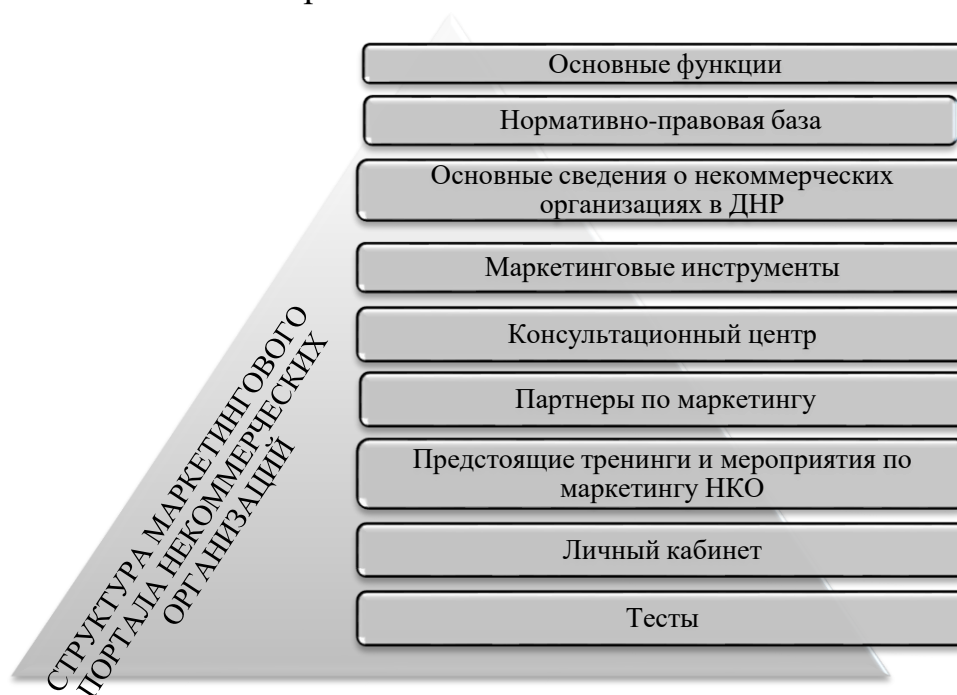 Основные функции
Нормативно-правовая база
Основные сведения о некоммерческих
организациях в ДНР
Маркетинговые инструменты
Консультационный центр
Партнеры по маркетингу
Предстоящие тренинги и мероприятия по
маркетингу НКО
Личный кабинет
Тесты
СТРУКТУРА МАРКЕТИНГОВОГО
ПОРТАЛА НЕКОММЕРЧЕСКИХ
ОРГАНИЗАЦИЙ